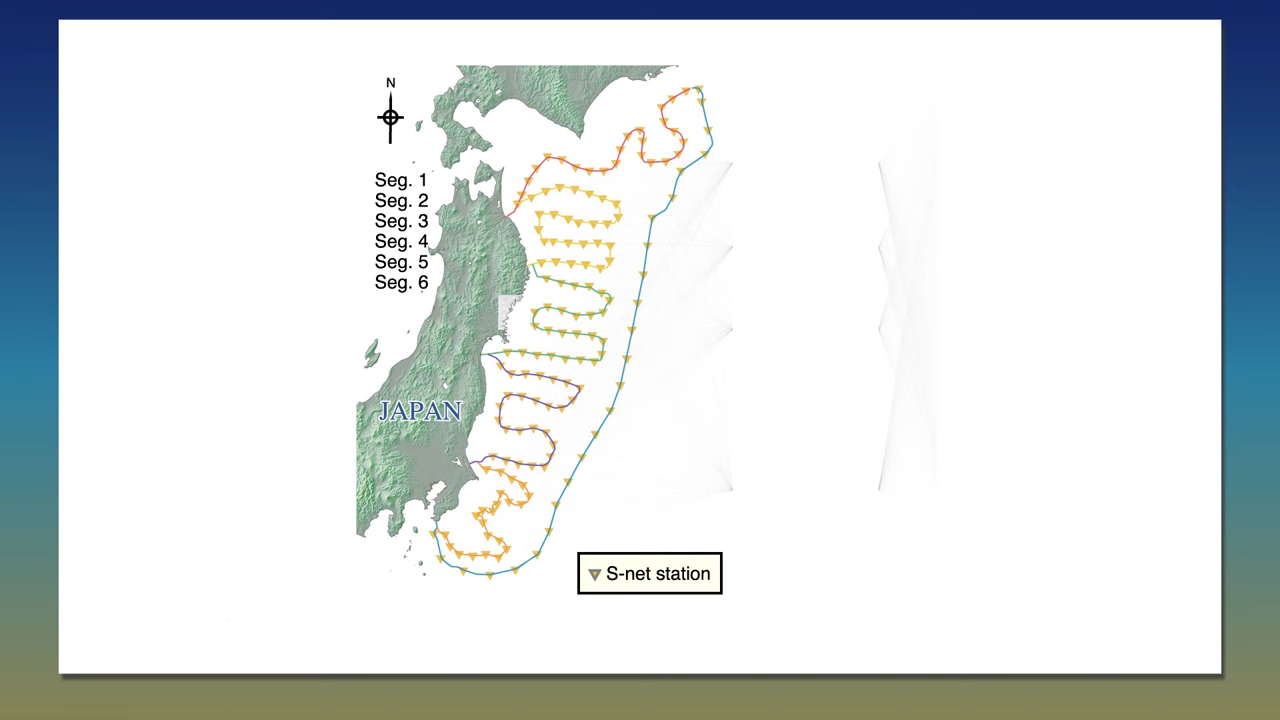 N
Seg. 1
Seg. 2
Seg. 3
Seg. 4
Seg. 5
Seg. 6
JAPAN
S-net station